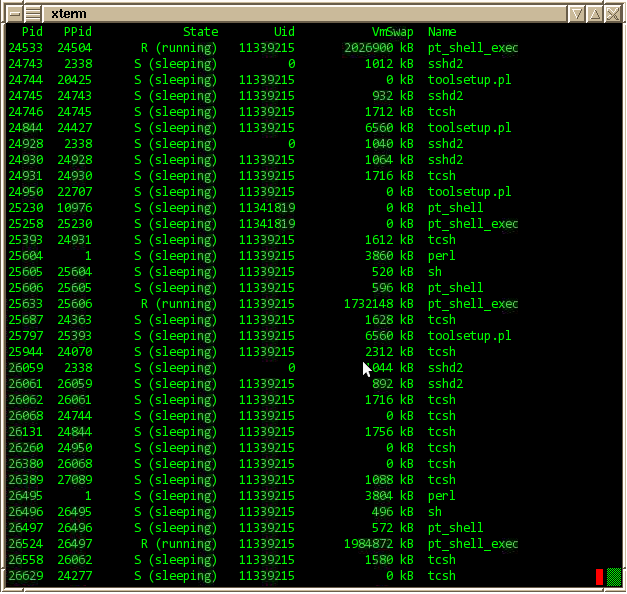 xterm
Pid PPid State Uid VmSwap Name
24533 24504 R (running) 11339215 2026900 kB pt_shell_exec
24743 2338 S (sleeping) 0 1012 kB sshd2
24744 20425 S (sleeping) 11339215 0 kB toolsetup.pl
24745 24743 S (sleeping) 11339215 932 kB sshd2
24746 24745 S (sleeping) 11339215 1712 kB tcsh
24844 24427 S (sleeping) 11339215 6560 kB toolsetup.pl
24928 2338 S (sleeping) 0 1040 kB sshd2
24930 24928 S (sleeping) 11339215 1064 kB sshd2
24931 24930 S (sleeping) 11339215 1716 kB tcsh
24950 22707 S (sleeping) 11339215 0 kB toolsetup.pl
25230 10976 S (sleeping) 11341819 0 kB pt_shell
25258 25230 S (sleeping) 11341819 0 kB pt_shell_exec
25393 24931 S (sleeping) 11339215 1612 kB tcsh
25604 1 S (sleeping) 11339215 3860 kB perl
25605 25604 S (sleeping) 11339215 520 kB sh
25606 25605 S (sleeping) 11339215 596 kB pt_shell
25633 25606 R (running) 11339215 1732148 kB pt_shell_exec
25687 24363 S (sleeping) 11339215 1628 kB tcsh
25797 25393 S (sleeping) 11339215 6560 kB toolsetup.pl
25944 24070 S (sleeping) 11339215 2312 kB tcsh
26059 2338 S (sleeping) 0 1044 kB sshd2
26061 26059 S (sleeping) 11339215 892 kB sshd2
26062 26061 S (sleeping) 11339215 1716 kB tcsh
26068 24744 S (sleeping) 11339215 0 kB tcsh
26131 24844 S (sleeping) 11339215 1756 kB tcsh
26260 24950 S (sleeping) 11339215 0 kB tcsh
26380 26068 S (sleeping) 11339215 0 kB tcsh
26389 27089 S (sleeping) 11339215 1088 kB tcsh
26495 1 S (sleeping) 11339215 3804 kB perl
26496 26495 S (sleeping) 11339215 496 kB sh
26497 26496 S (sleeping) 11339215 572 kB pt_shell
26524 26497 R (running) 11339215 1984872 kB pt_shell_exec
26558 26062 S (sleeping) 11339215 1580 kB tcsh
26629 24277 S (sleeping) 11339215 0 kB tcsh